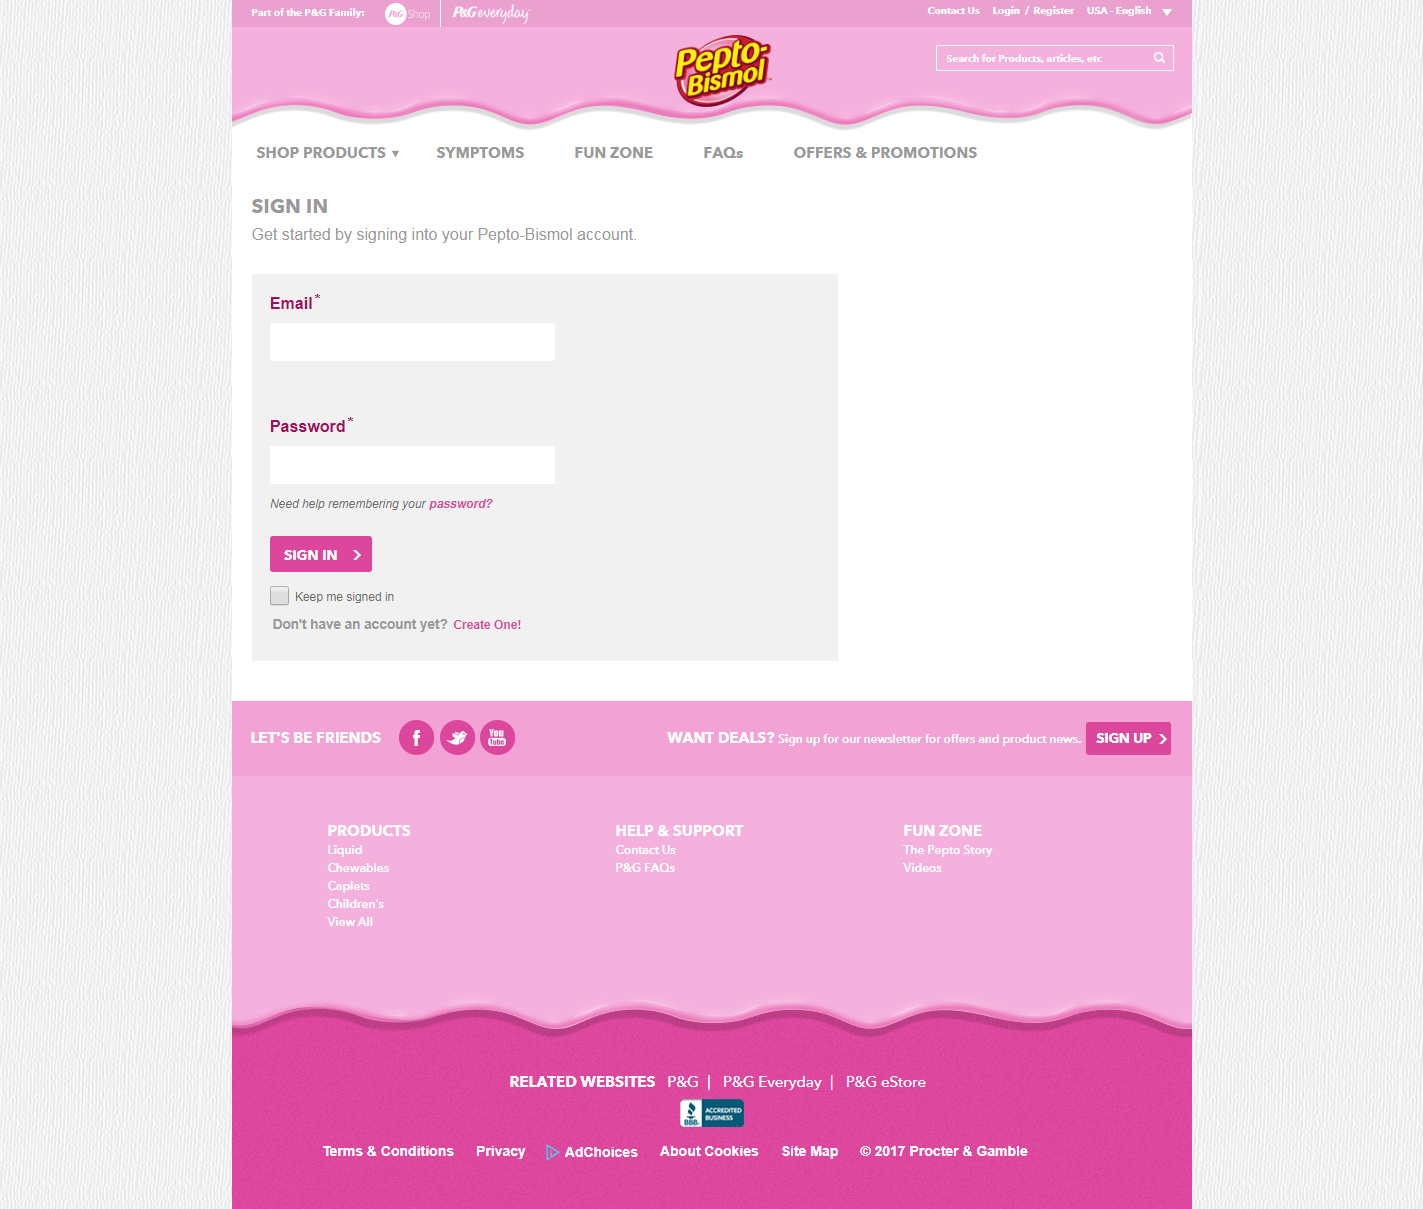 Part of the P&G Family: P&G Shop P&G everyday Contact Us Login / Register USA - English
Pepto-
Bismol
Search for Products, articles, etc
SHOP PRODUCTS SYMPTOMS FUN ZONE FAQs OFFERS & PROMOTIONS
SIGN IN
Get started by signing into your Pepto-Bismol account.
Email*
Password*
Need help remembering your password?
SIGN IN
Keep me signed in
Don't have an account yet? Create One!
LET'S BE FRIENDS f You Tube WANT DEALS? Sign up for our newsletter for offers and product news. SIGN UP
PRODUCTS HELP & SUPPORT FUN ZONE
Liquid Contact Us The Pepto Story
Chewables P&G FAQs Videos
Caplets
Children's
View All
RELATED WEBSITES P&G | P&G Everyday | P&G eStore
BBB. ACCREDITED BUSINESS
Terms & Conditions Privacy AdChoices About Cookies Site Map © 2017 Procter & Gamble